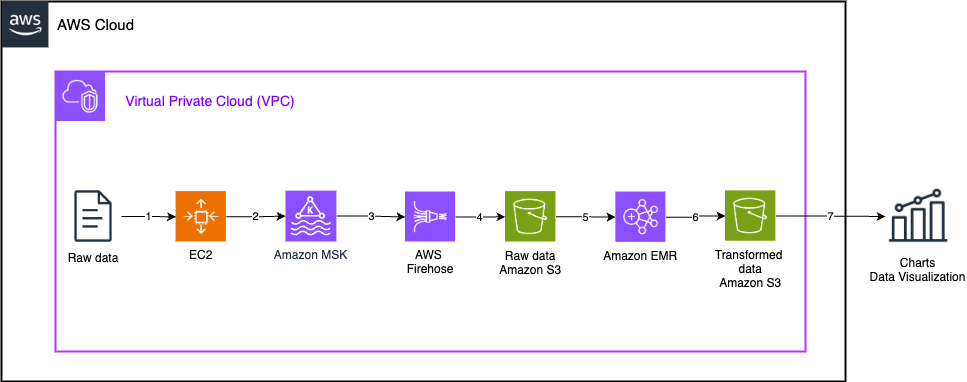 aws
AWS Cloud
Virtual Private Cloud (VPC)
1
2
3
4
5
6
7
K
Raw data
EC2
Amazon MSK
AWS
Firehose
Raw data
Amazon S3
Amazon EMR
Transformed
data
Amazon S3
Charts
Data Visualization